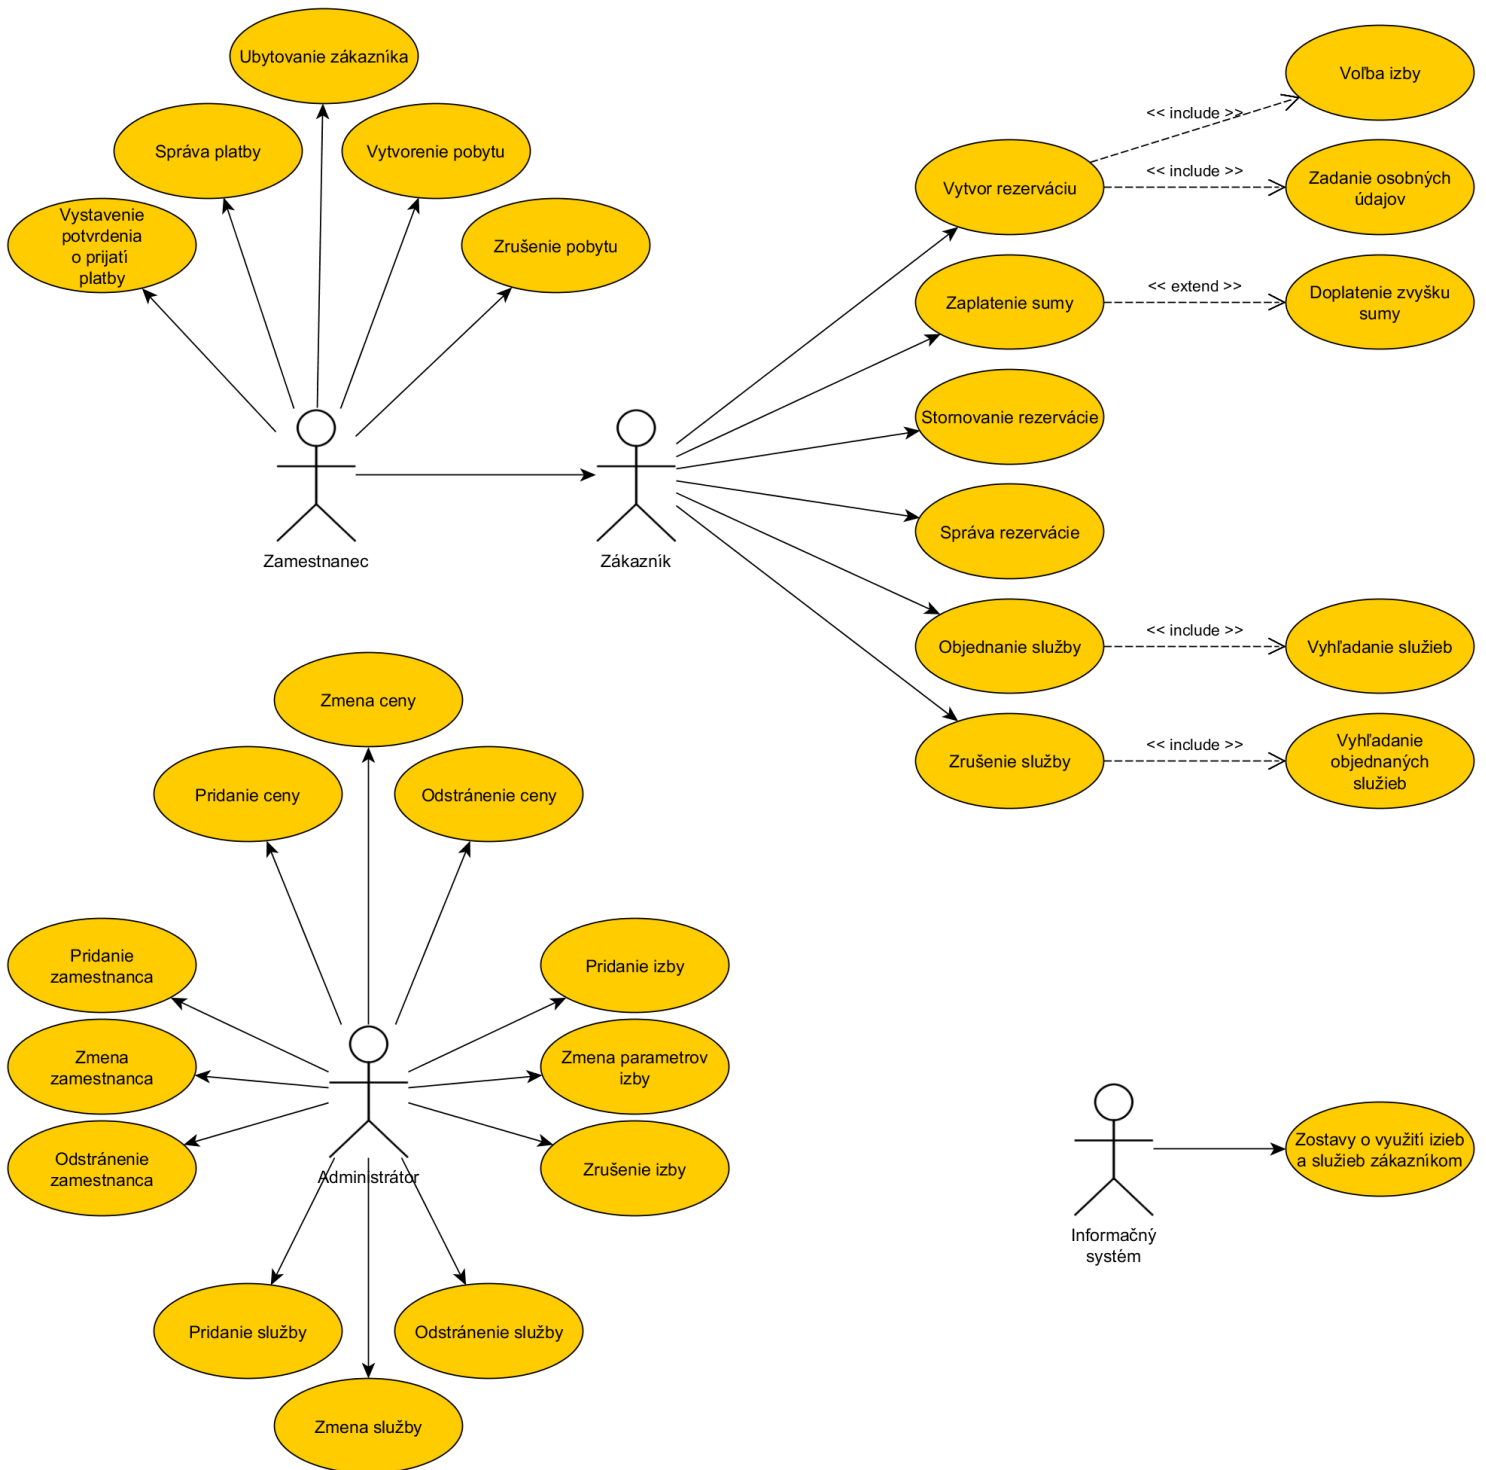 Ubytovanie zákazníka
Správa platby
Vytvorenie pobytu
Vystavenie
potvrdenia
o prijatí
platby
Zrušenie pobytu
Zamestnanec
Zákazník
Voľba izby
<< include >>
Vytvor rezerváciu
<< include >>
Zadanie osobných
údajov
Zaplatenie sumy
<< extend >>
Doplatenie zvyšku
sumy
Stornovanie rezervácie
Správa rezervácie
Objednanie služby
<< include >>
Vyhľadanie služieb
Zrušenie služby
<< include >>
Vyhľadanie
objednaných
služieb
Zmena ceny
Pridanie ceny
Odstránenie ceny
Pridanie
zamestnanca
Zmena
zamestnanca
Odstránenie
zamestnanca
Pridanie izby
Zmena parametrov
izby
Zrušenie izby
Administrátor
Pridanie služby
Odstránenie služby
Zmena služby
Informačný
systém
Zostavy o využití izieb
a služieb zákazníkom